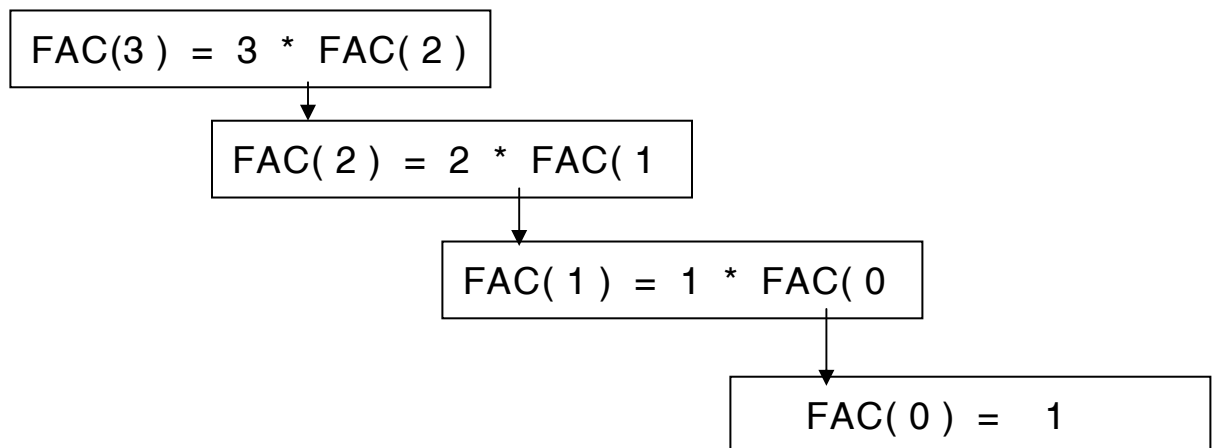 FAC(3 ) = 3 * FAC( 2 )
FAC( 2 ) = 2 * FAC( 1
FAC( 1 ) = 1 * FAC( 0
FAC( 0 ) = 1